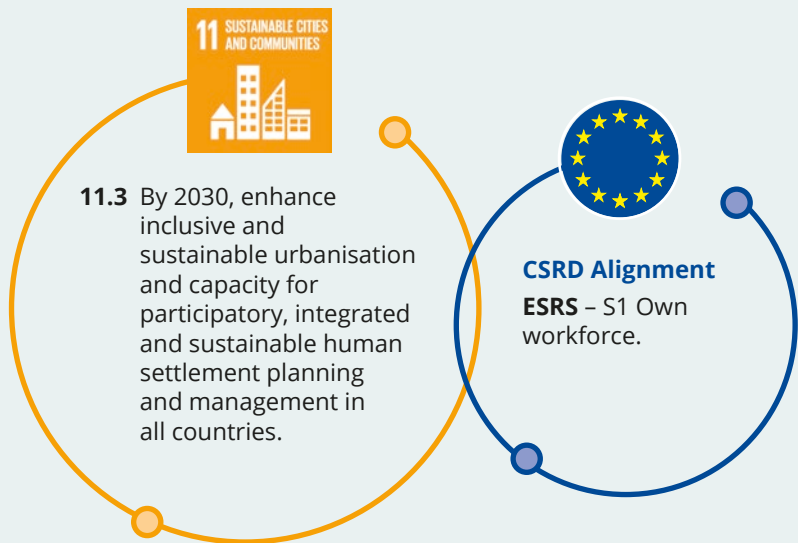 11 SUSTAINABLE CITIES
AND COMMUNITIES
11.3 By 2030, enhance
inclusive and
sustainable urbanisation
and capacity for
participatory, integrated
and sustainable human
settlement planning
and management in
all countries.
CSRD Alignment
ESRS – S1 Own
workforce.